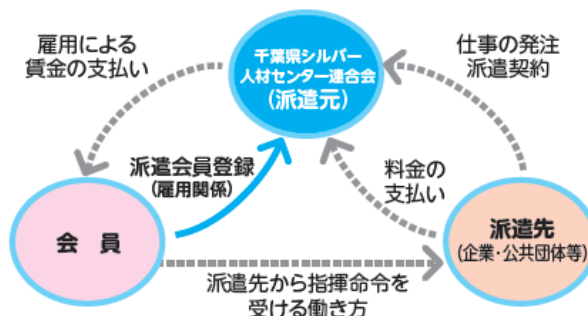 雇用による
賃金の支払い
千葉県シルバー
人材センター連合会
(派遣元)
仕事の発注
派遣契約
派遣会員登録
(雇用関係)
料金の
支払い
会　員
派遣先
(企業・公共団体等)
派遣先から指揮命令を
受ける働き方